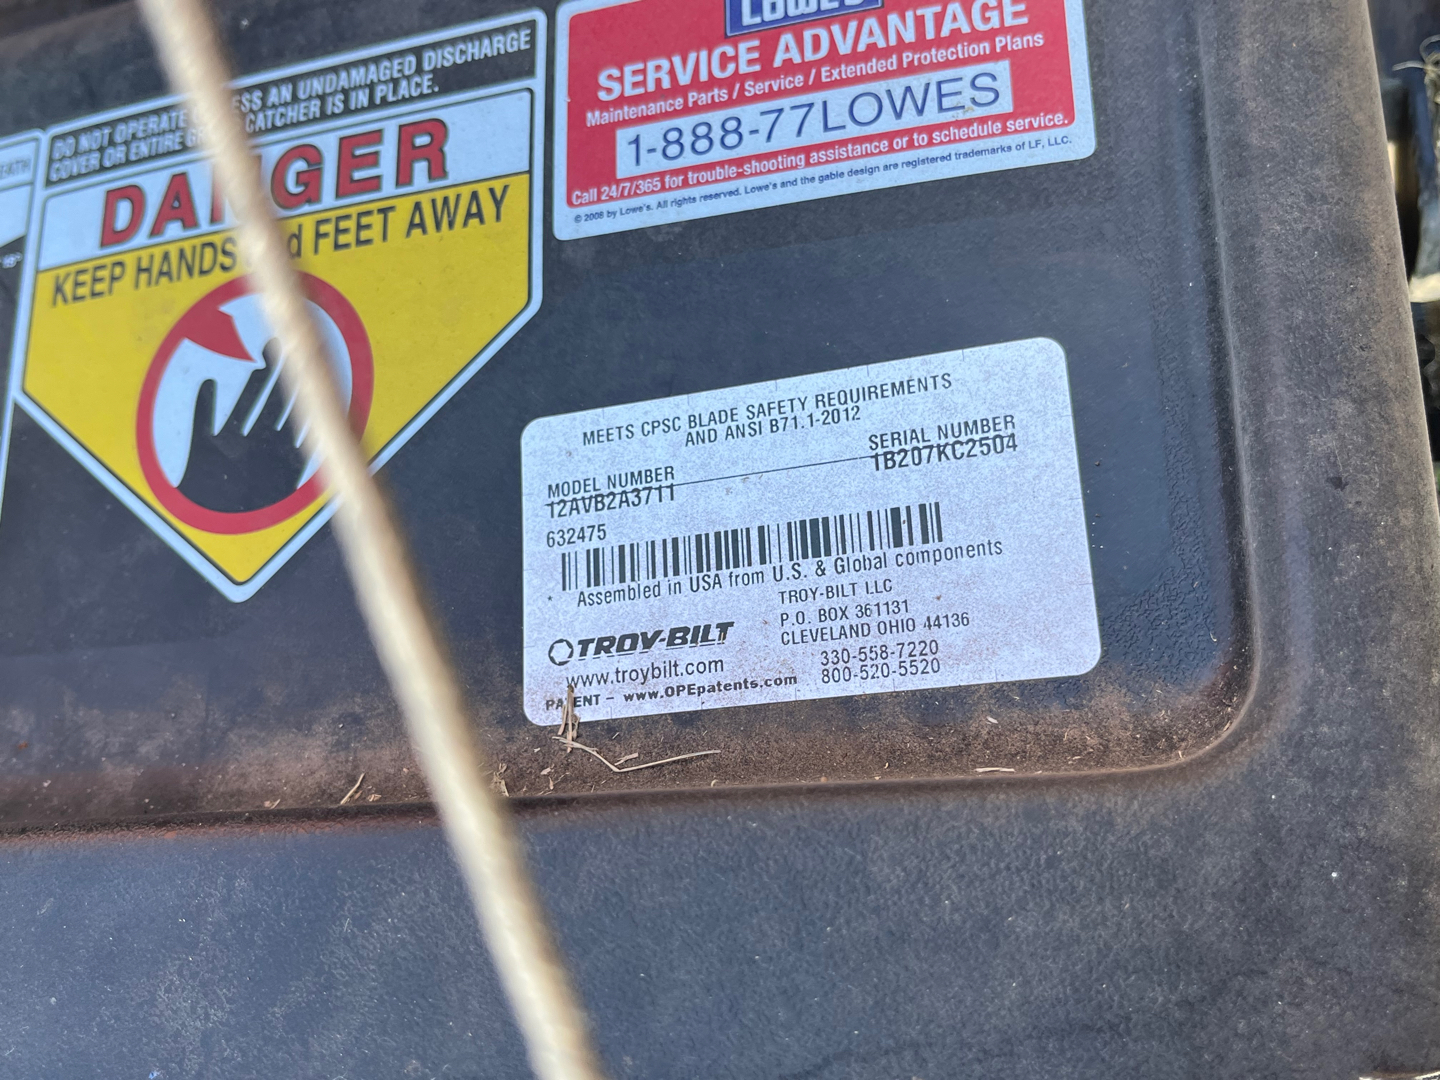 DO NOT OPERATE AN UNDAMAGED DISCHARGE
COVER OR ENTIRE CATCHER IS IN PLACE.
DANGER
KEEP HANDS FEET AWAY
LOWE'S
SERVICE ADVANTAGE
Maintenance Parts / Service / Extended Protection Plans
1-888-77LOWES
Call 24/7/365 for trouble-shooting assistance or to schedule service.
© 2008 by Lowe's. All rights reserved. Lowe's and the gable design are registered trademarks of LF, LLC.
MEETS CPSC BLADE SAFETY REQUIREMENTS
AND ANSI B71.1-2012
MODEL NUMBER SERIAL NUMBER
12AVB2A3711 1B207KC2504
632475
* Assembled in USA from U.S. & Global components
TROY-BILT
www.troybilt.com
PATENT - www.OPEpatents.com
TROY-BILT LLC
P.O. BOX 361131
CLEVELAND OHIO 44136
330-558-7220
800-520-5520